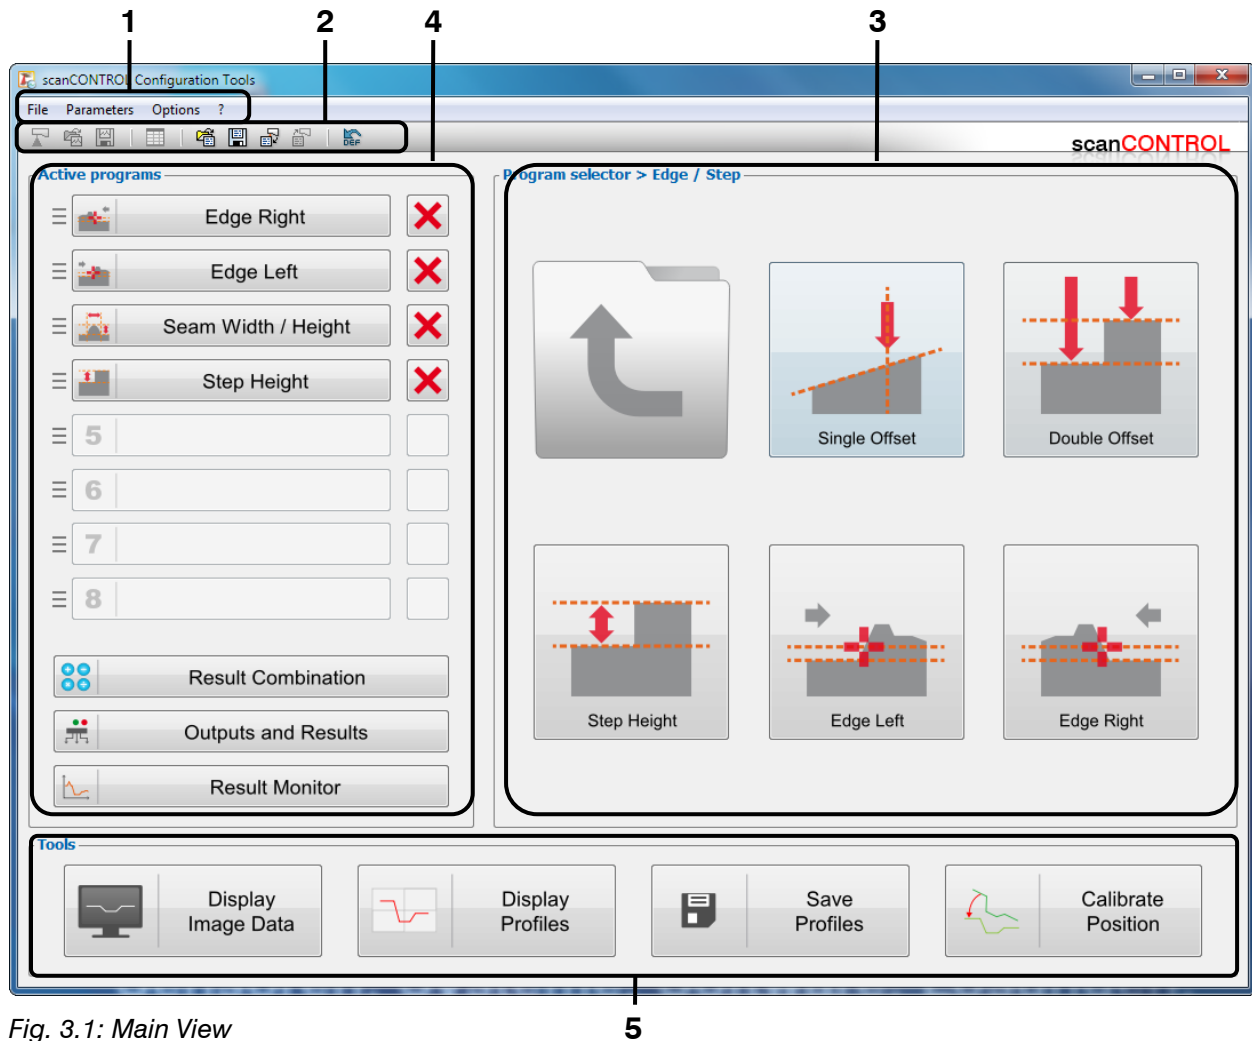 1 2 4 3
scanCONTROL Configuration Tools
File Parameters Options ?
DEF
scanCONTROL
Active programs
Edge Right
Edge Left
Seam Width / Height
Step Height
5
6
7
8
Result Combination
Outputs and Results
Result Monitor
Program selector > Edge / Step
Single Offset
Double Offset
Step Height
Edge Left
Edge Right
Tools
Display
Image Data
Display
Profiles
Save
Profiles
Calibrate
Position
Fig. 3.1: Main View
5